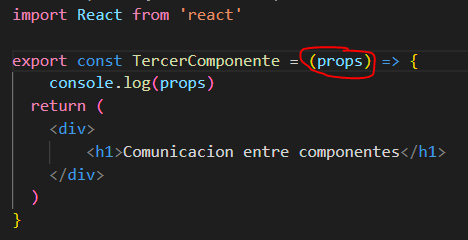 import React from 'react'
export const TercerComponente = (props) => {
console.log(props)
return (
<div>
<h1>Comunicacion entre componentes</h1>
</div>
)
}